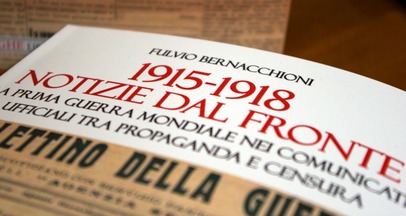 FULVIO BERNACCHIONI
1915-1918
NOTIZIE DAL FRONTE
A PRIMA GUERRA MONDIALE NEI COMUNICAT
UFFICIALI TRA PROPAGANDA E CENSURA
LETTINO DELLA GUE